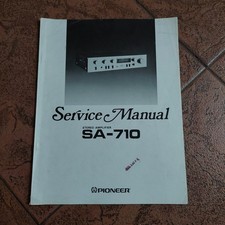 Service Manual
STEREO AMPLIFIER
SA-710
PIONEER